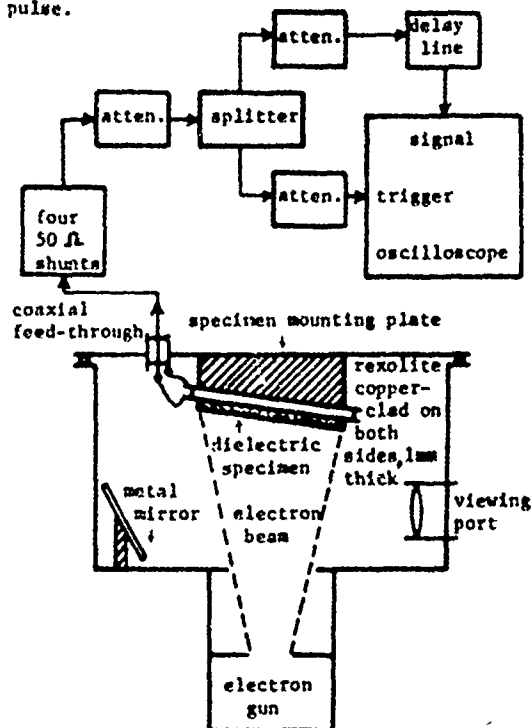 pulse.
atten.
delay
line
atten.
splitter
signal
atten.
trigger
oscilloscope
four
50 Ω
shunts
coaxial
feed-through
specimen mounting plate
rexolite
copper-
clad on
both
sides,1mm
thick
dielectric
specimen
metal
mirror
electron
beam
viewing
port
electron
gun